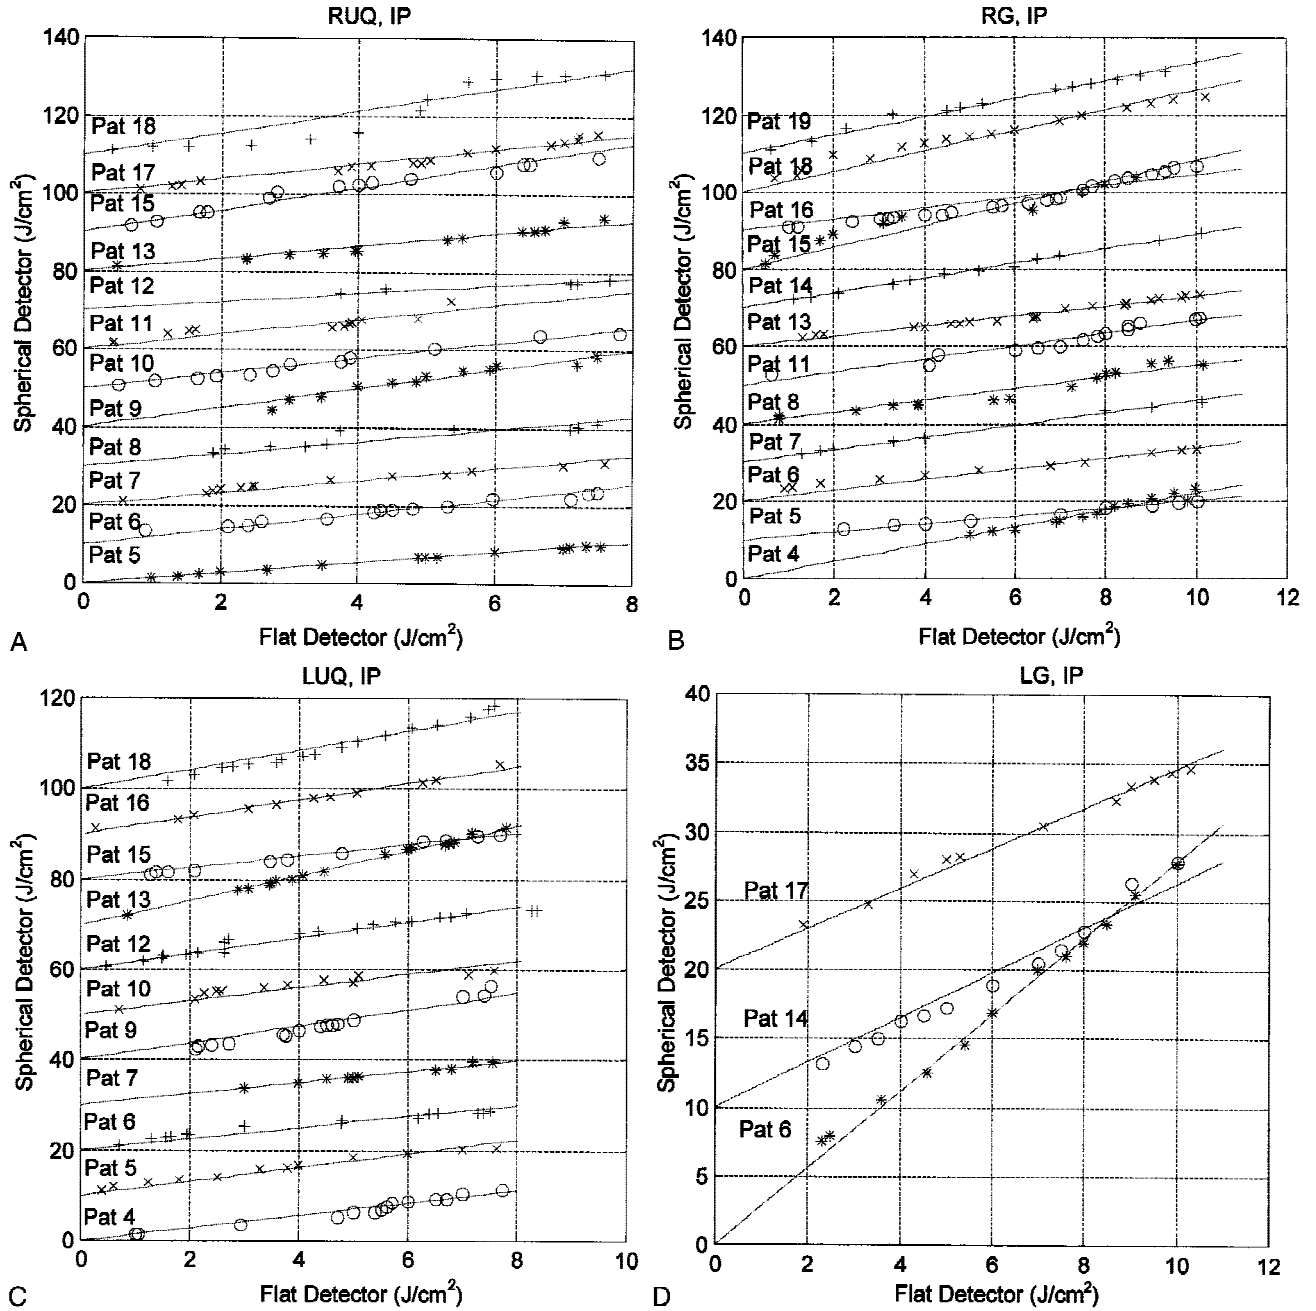 RUQ, IP
140
120
100
80
60
40
20
0
Spherical Detector (J/cm²)
Pat 18
Pat 17
Pat 15
Pat 13
Pat 12
Pat 11
Pat 10
Pat 9
Pat 8
Pat 7
Pat 6
Pat 5
0 2 4 6 8
Flat Detector (J/cm²)
A
RG, IP
140
120
100
80
60
40
20
0
Spherical Detector (J/cm²)
Pat 19
Pat 18
Pat 16
Pat 15
Pat 14
Pat 13
Pat 11
Pat 8
Pat 7
Pat 6
Pat 5
Pat 4
0 2 4 6 8 10 12
Flat Detector (J/cm²)
B
LUQ, IP
120
100
80
60
40
20
0
Spherical Detector (J/cm²)
Pat 18
Pat 16
Pat 15
Pat 13
Pat 12
Pat 10
Pat 9
Pat 7
Pat 6
Pat 5
Pat 4
0 2 4 6 8 10
Flat Detector (J/cm²)
C
LG, IP
40
35
30
25
20
15
10
5
0
Spherical Detector (J/cm²)
Pat 17
Pat 14
Pat 6
0 2 4 6 8 10 12
Flat Detector (J/cm²)
D